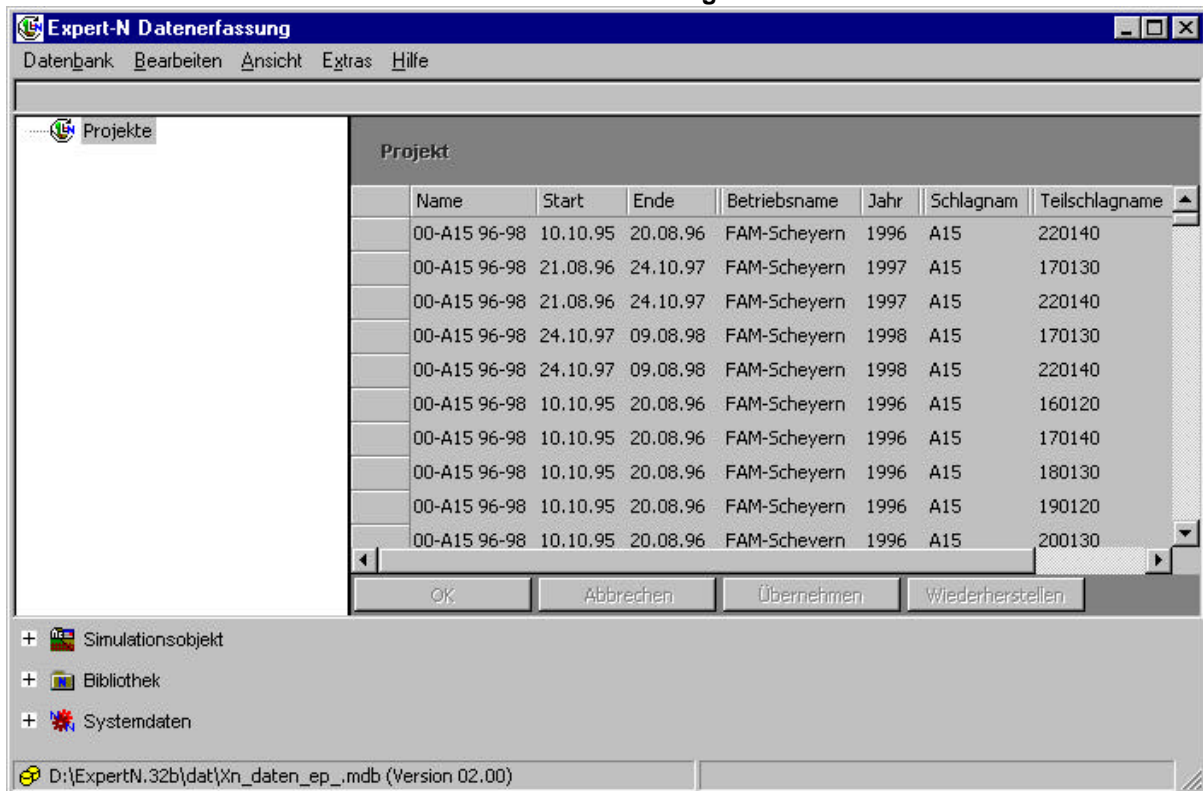 Expert-N Datenerfassung
Datenbank Bearbeiten Ansicht Extras Hilfe
Projekte
Projekt
Name Start Ende Betriebsname Jahr Schlagnam Teilschlagname
00-A15 96-98 10.10.95 20.08.96 FAM-Scheyern 1996 A15 220140
00-A15 96-98 21.08.96 24.10.97 FAM-Scheyern 1997 A15 170130
00-A15 96-98 21.08.96 24.10.97 FAM-Scheyern 1997 A15 220140
00-A15 96-98 24.10.97 09.08.98 FAM-Scheyern 1998 A15 170130
00-A15 96-98 24.10.97 09.08.98 FAM-Scheyern 1998 A15 220140
00-A15 96-98 10.10.95 20.08.96 FAM-Scheyern 1996 A15 160120
00-A15 96-98 10.10.95 20.08.96 FAM-Scheyern 1996 A15 170140
00-A15 96-98 10.10.95 20.08.96 FAM-Scheyern 1996 A15 180130
00-A15 96-98 10.10.95 20.08.96 FAM-Scheyern 1996 A15 190120
00-A15 96-98 10.10.95 20.08.96 FAM-Scheyern 1996 A15 200130
OK Abbrechen Übernehmen Wiederherstellen
Simulationsobjekt
Bibliothek
Systemdaten
D:\ExpertN.32b\dat\Xn_daten_ep_.mdb (Version 02.00)